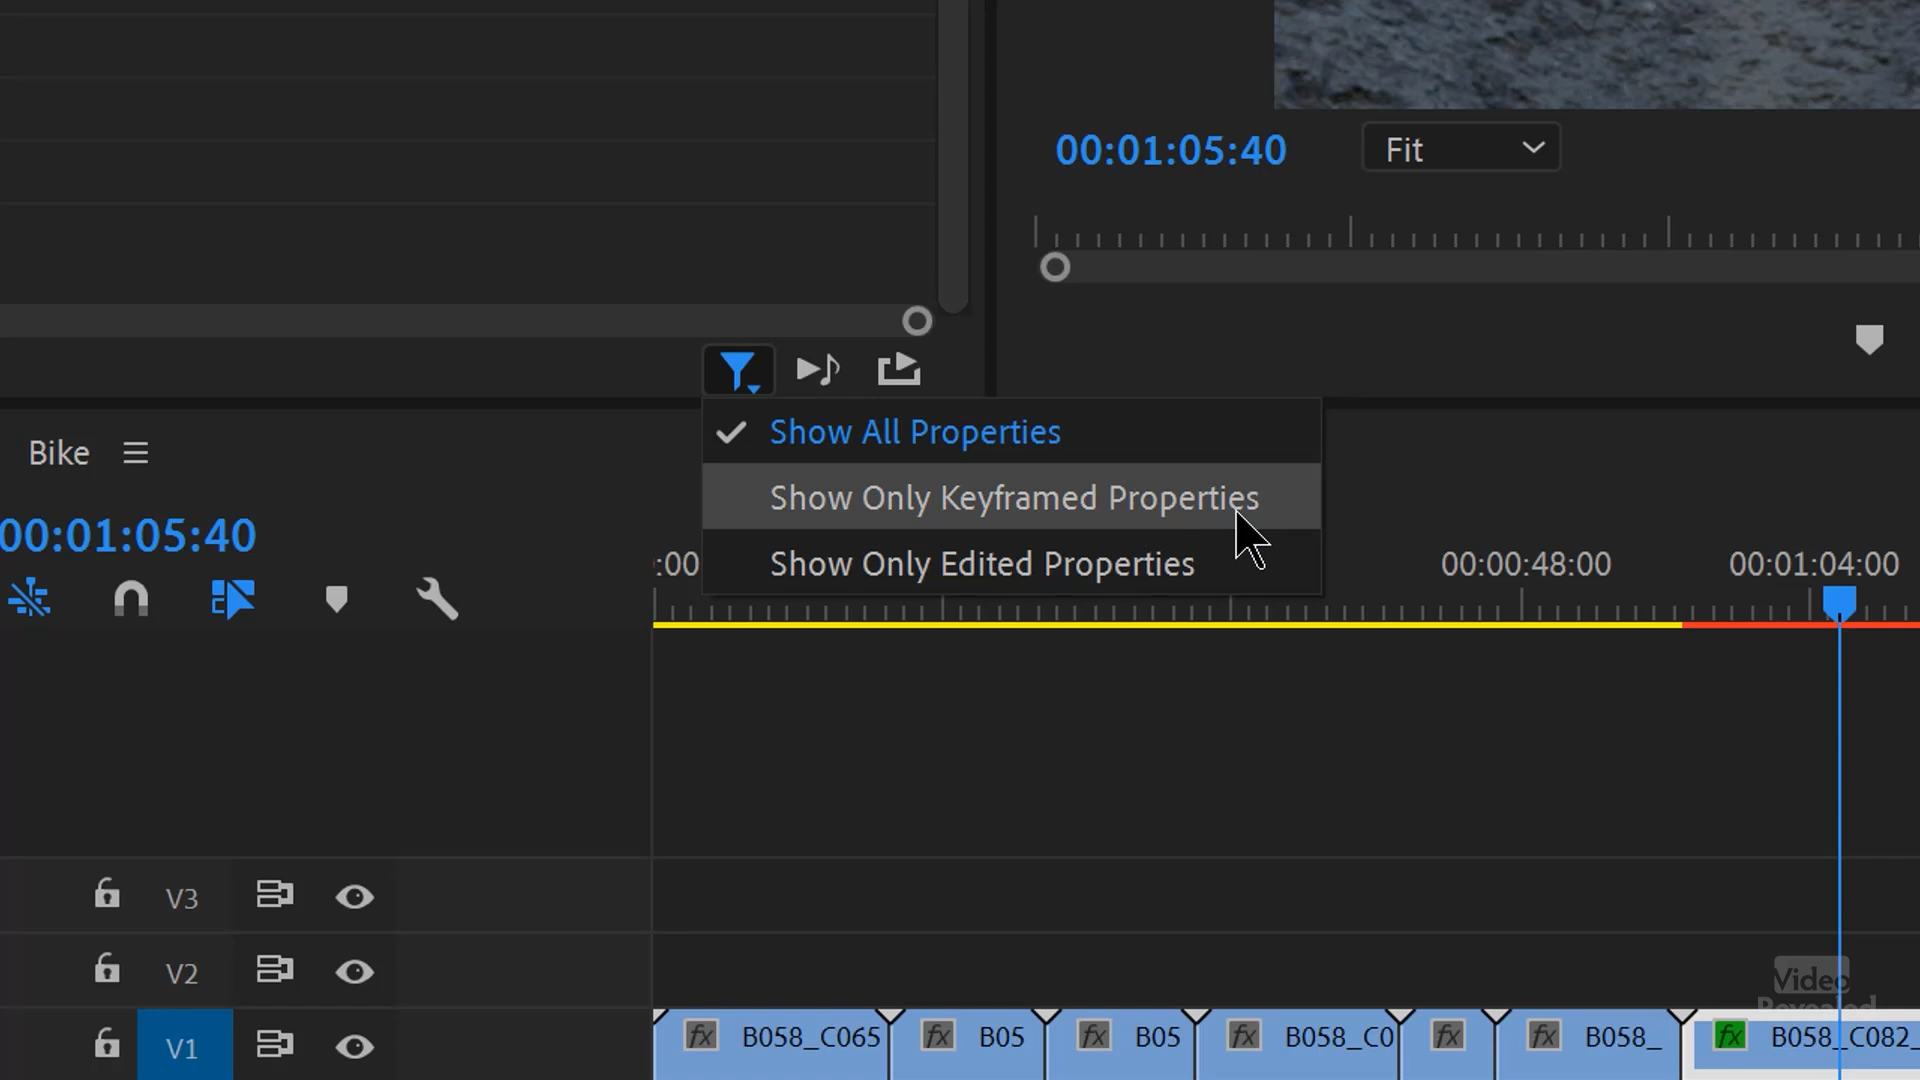 00:01:05:40
Fit
Show All Properties
Show Only Keyframed Properties
Show Only Edited Properties
Bike
00:01:05:40
:00
00:00:48:00
00:01:04:00
V3
V2
V1
fx B058_C065
fx B05
fx B05
fx B058_C0
fx
fx B058_
fx B058_C082_
Video
Revealed